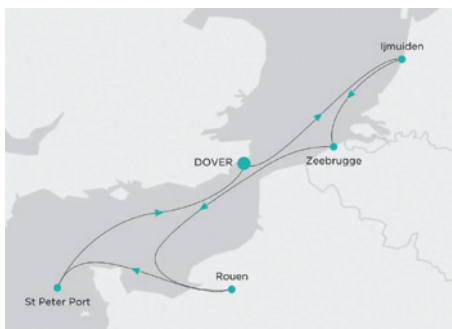 Ijmuiden
DOVER
Zeebrugge
Rouen
St Peter Port